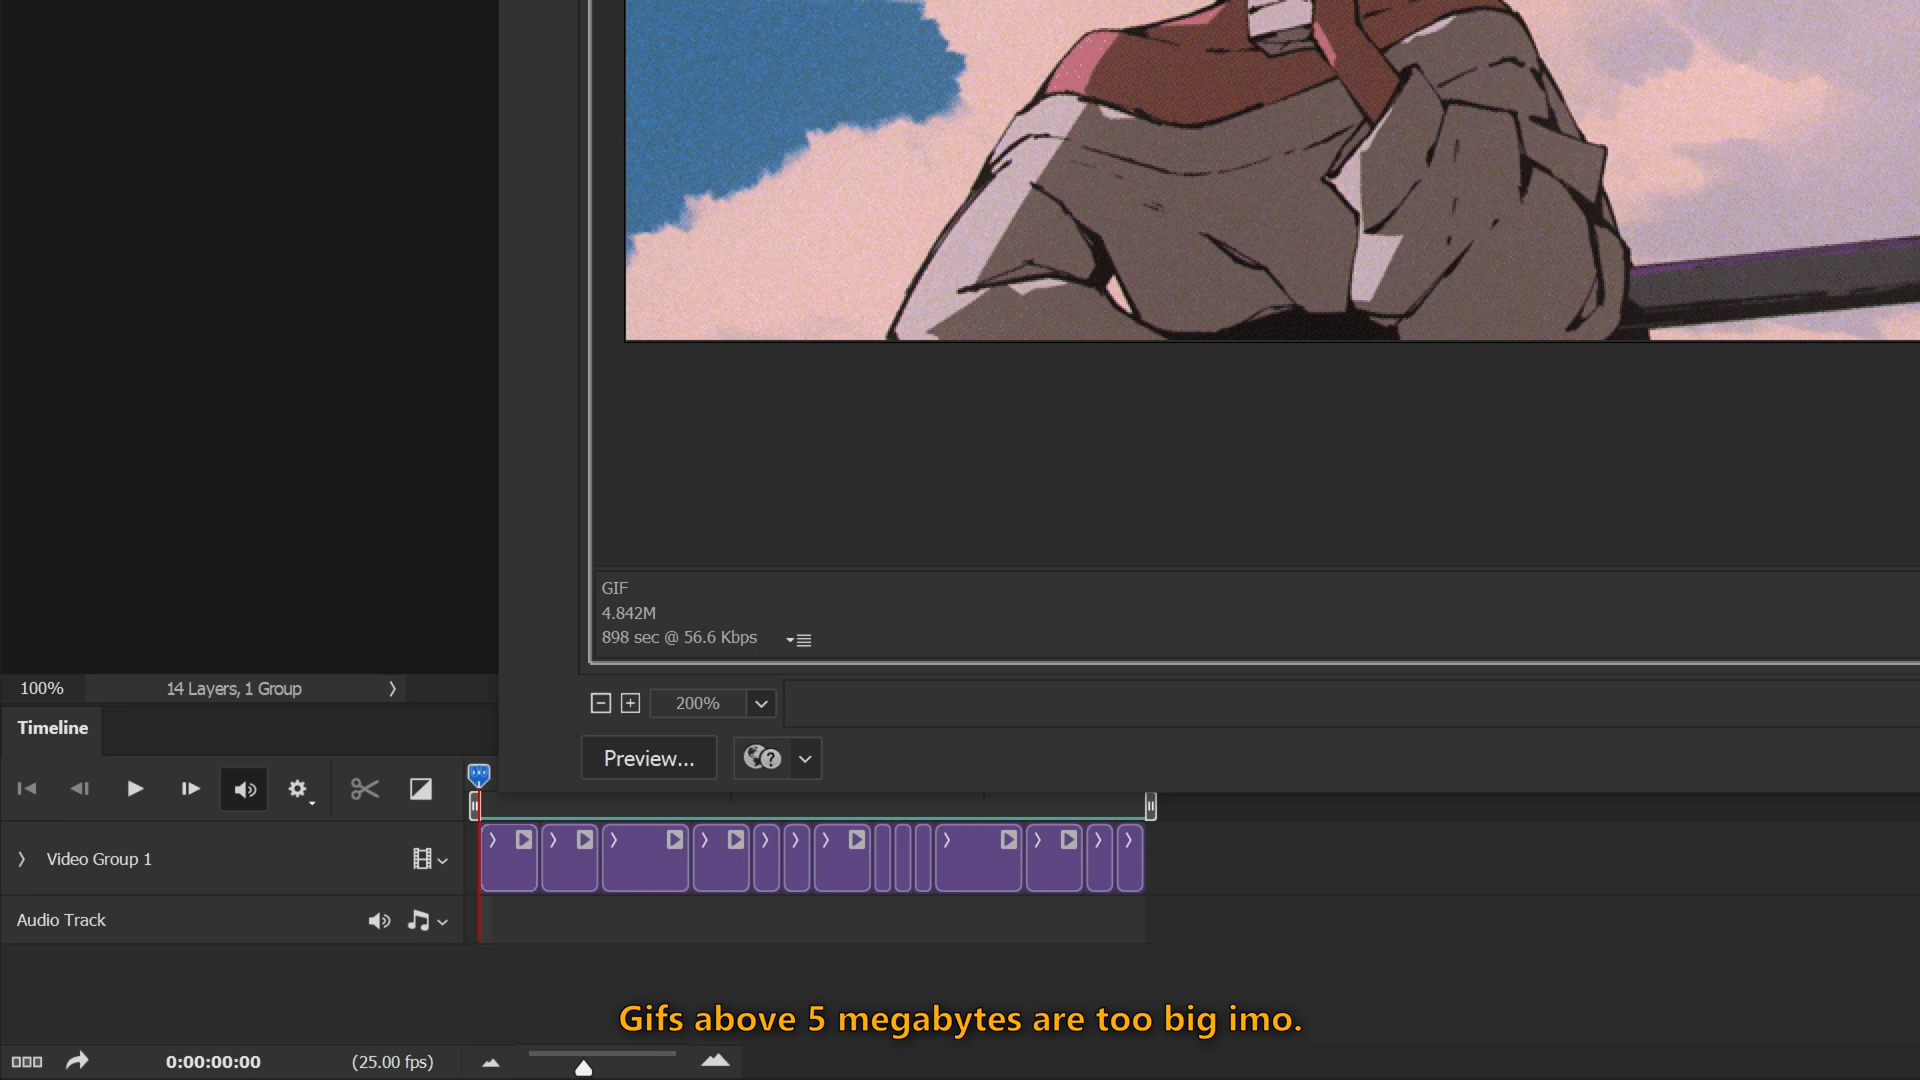 GIF
4.842M
898 sec @ 56.6 Kbps
100%
14 Layers, 1 Group
200%
Timeline
Preview...
Video Group 1
Audio Track
Gifs above 5 megabytes are too big imo.
0:00:00:00
(25.00 fps)